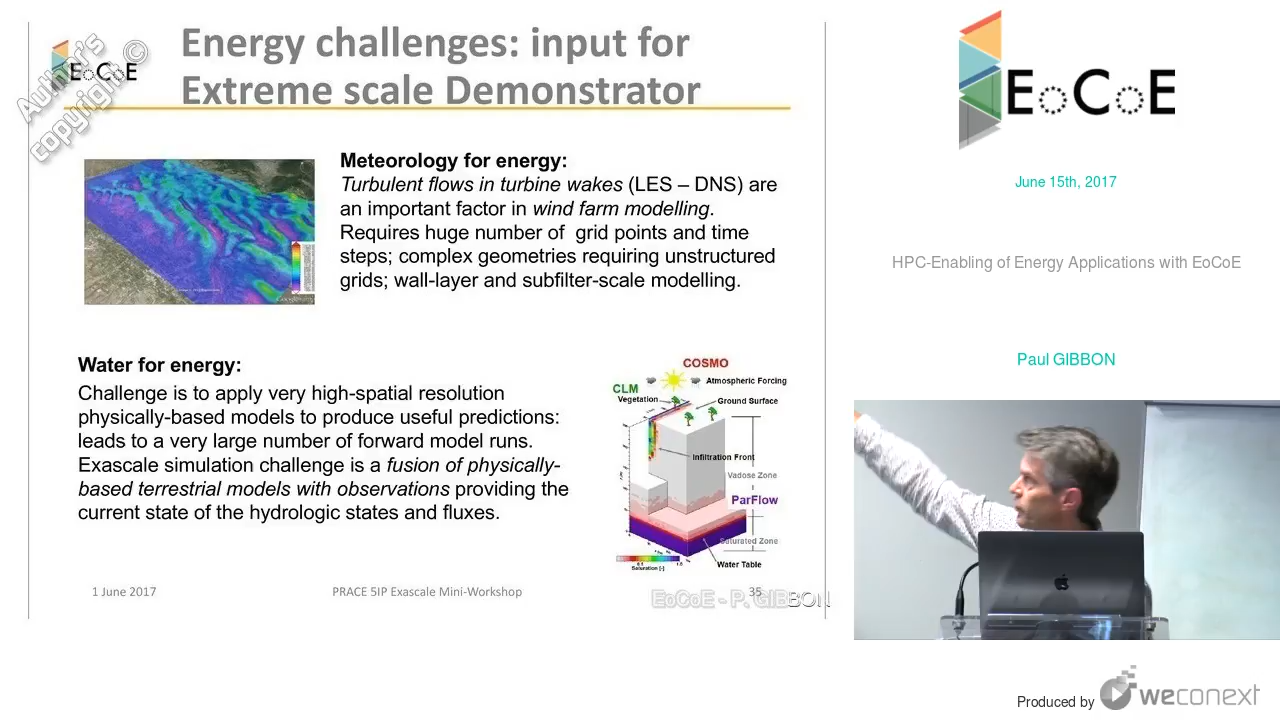 Energy challenges: input for
Extreme scale Demonstrator
EoCoE
Author's
copyright ©
Meteorology for energy:
Turbulent flows in turbine wakes (LES – DNS) are
an important factor in wind farm modelling.
Requires huge number of grid points and time
steps; complex geometries requiring unstructured
grids; wall-layer and subfilter-scale modelling.
Water for energy:
Challenge is to apply very high-spatial resolution
physically-based models to produce useful predictions:
leads to a very large number of forward model runs.
Exascale simulation challenge is a fusion of physically-
based terrestrial models with observations providing the
current state of the hydrologic states and fluxes.
COSMO
CLM
Atmospheric Forcing
Vegetation
Ground Surface
Infiltration Front
Vadose Zone
ParFlow
Saturated Zone
Water Table
Saturation [-]
1 June 2017
PRACE 5IP Exascale Mini-Workshop
35
EoCoE - P. GIBBON
EoCoE
June 15th, 2017
HPC-Enabling of Energy Applications with EoCoE
Paul GIBBON
Produced by
weconext